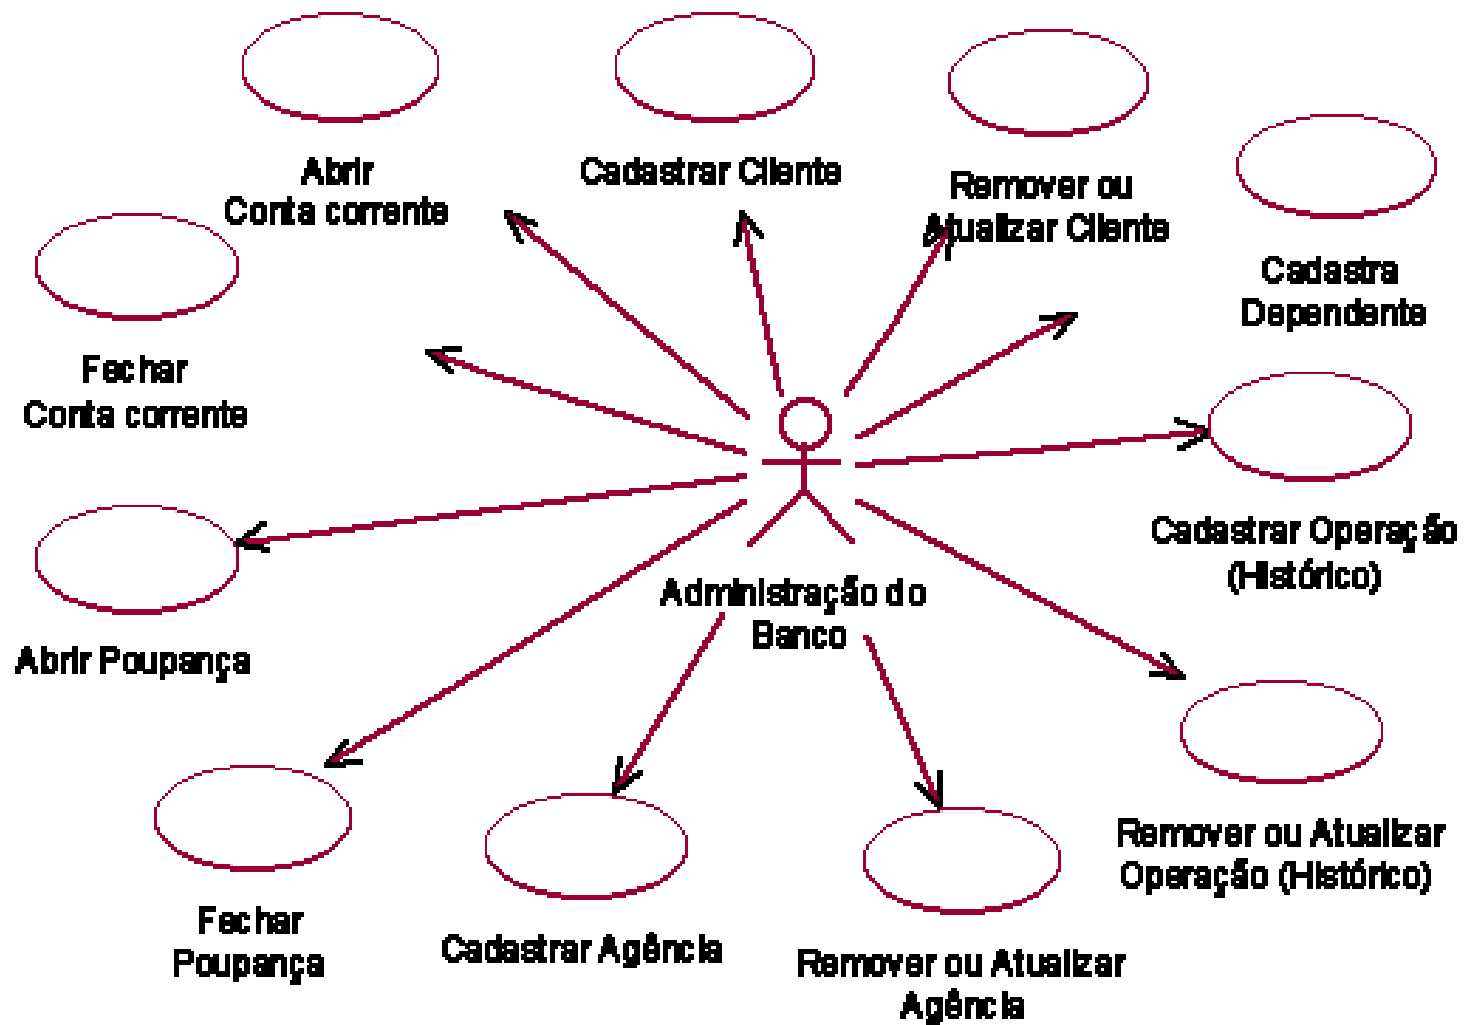 Abrir
Conta corrente
Cadastrar Cliente
Remover ou
Atualizar Cliente
Cadastra
Dependente
Fechar
Conta corrente
Cadastrar Operação
(Histórico)
Administração do
Banco
Abrir Poupança
Remover ou Atualizar
Operação (Histórico)
Fechar
Poupança
Cadastrar Agência
Remover ou Atualizar
Agência